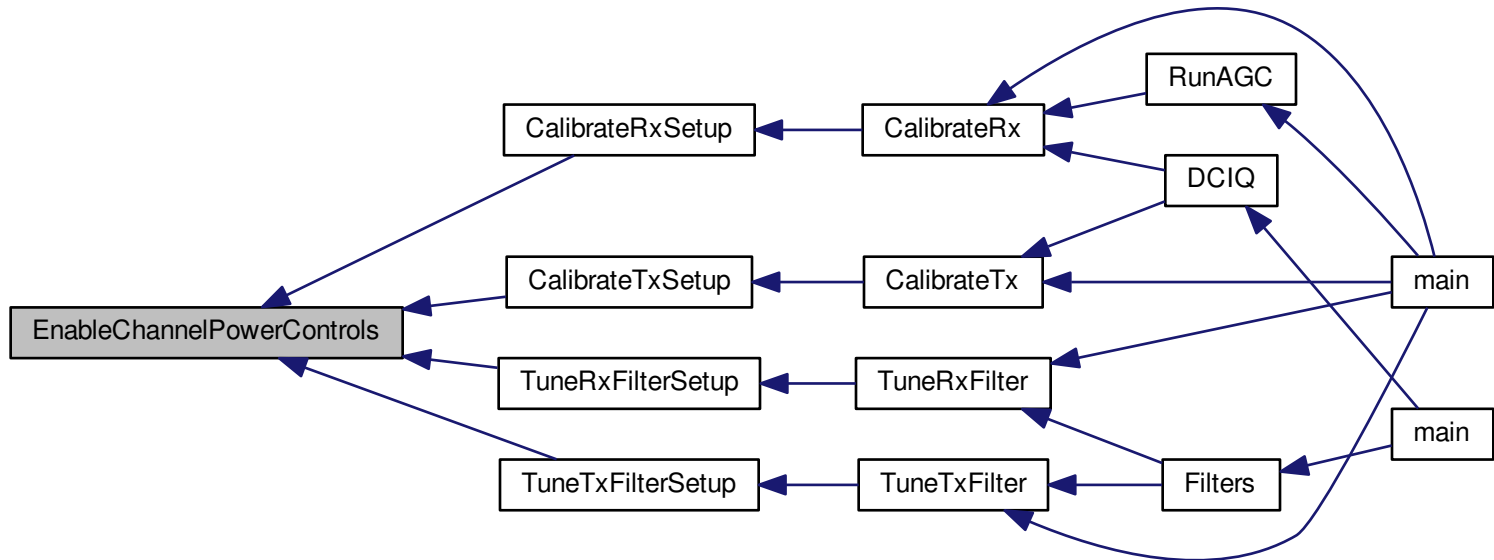 RunAGC
CalibrateRxSetup
CalibrateRx
DCIQ
CalibrateTxSetup
CalibrateTx
main
EnableChannelPowerControls
TuneRxFilterSetup
TuneRxFilter
main
TuneTxFilterSetup
TuneTxFilter
Filters